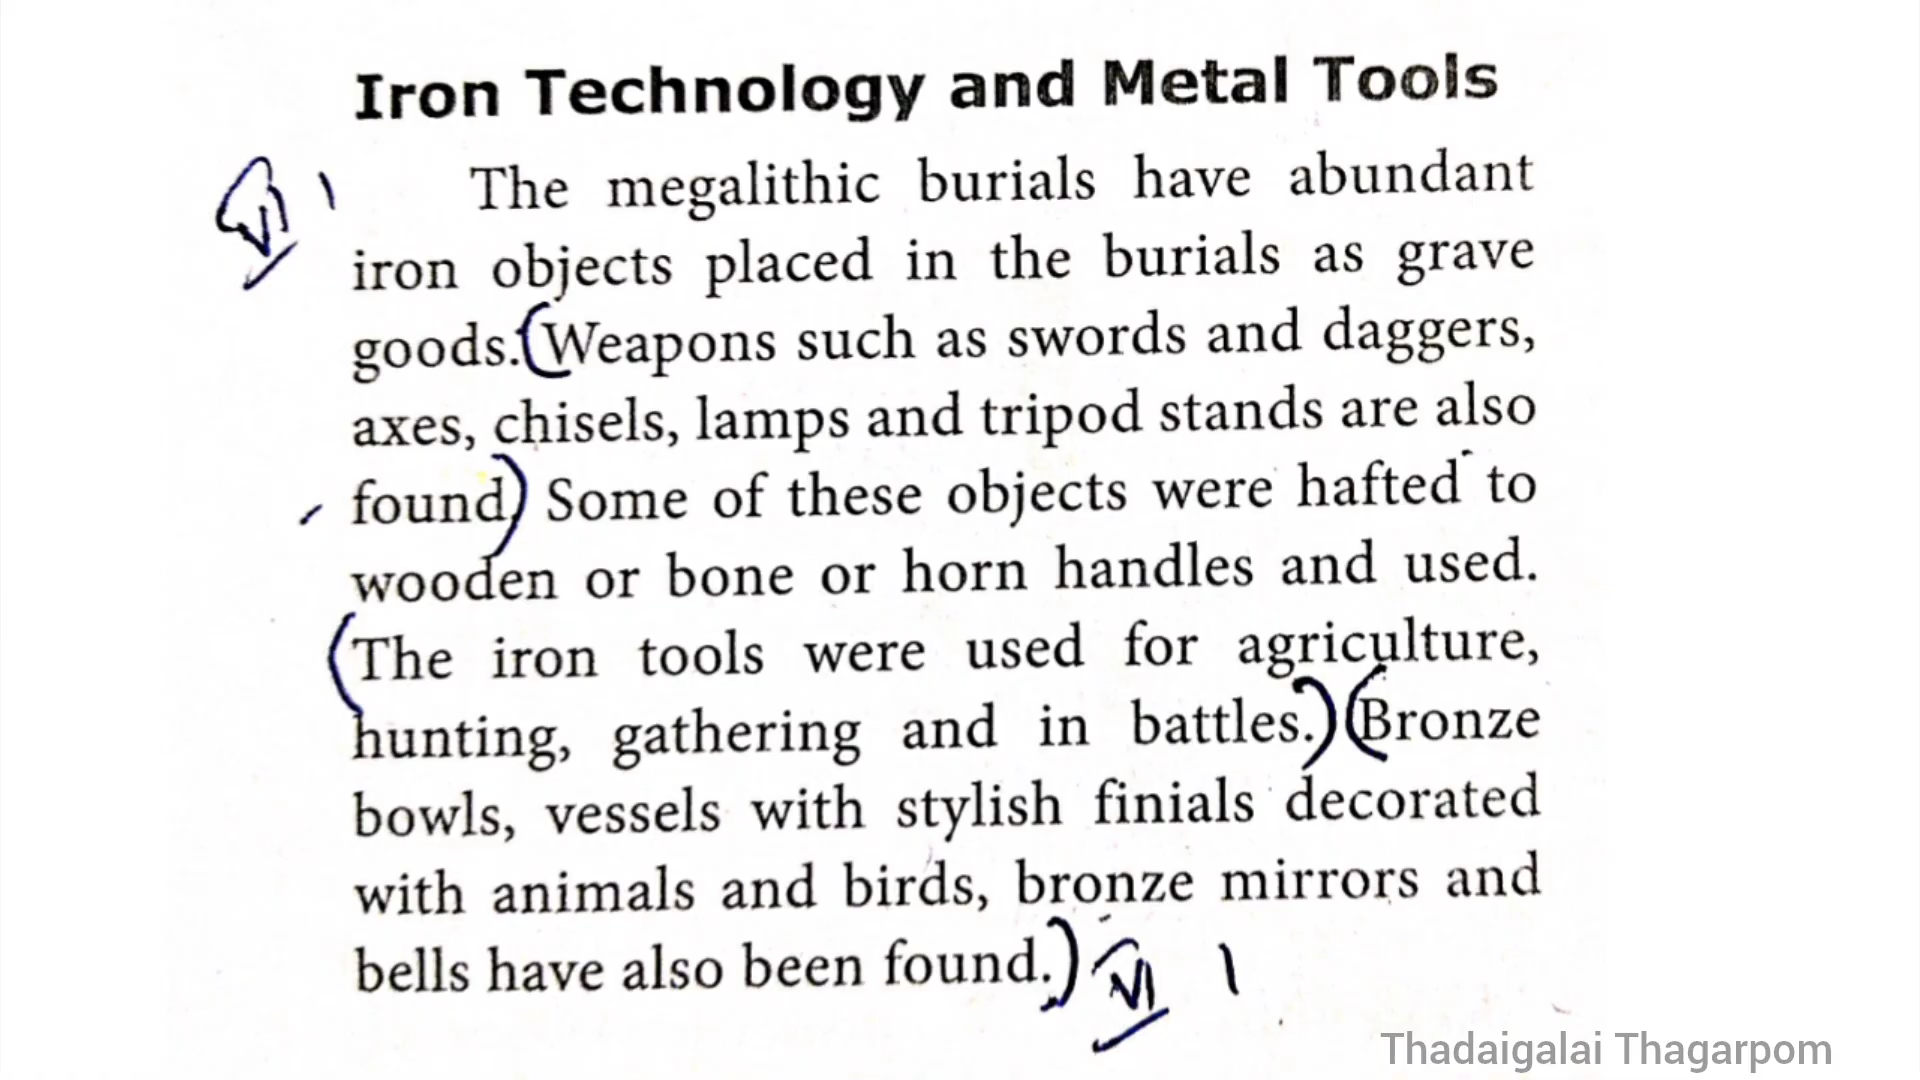 Iron Technology and Metal Tools
The megalithic burials have abundant
iron objects placed in the burials as grave
goods. (Weapons such as swords and daggers,
axes, chisels, lamps and tripod stands are also
found) Some of these objects were hafted to
wooden or bone or horn handles and used.
(The iron tools were used for agriculture,
hunting, gathering and in battles.) (Bronze
bowls, vessels with stylish finials decorated
with animals and birds, bronze mirrors and
bells have also been found.)
Thadaigalai Thagarpom